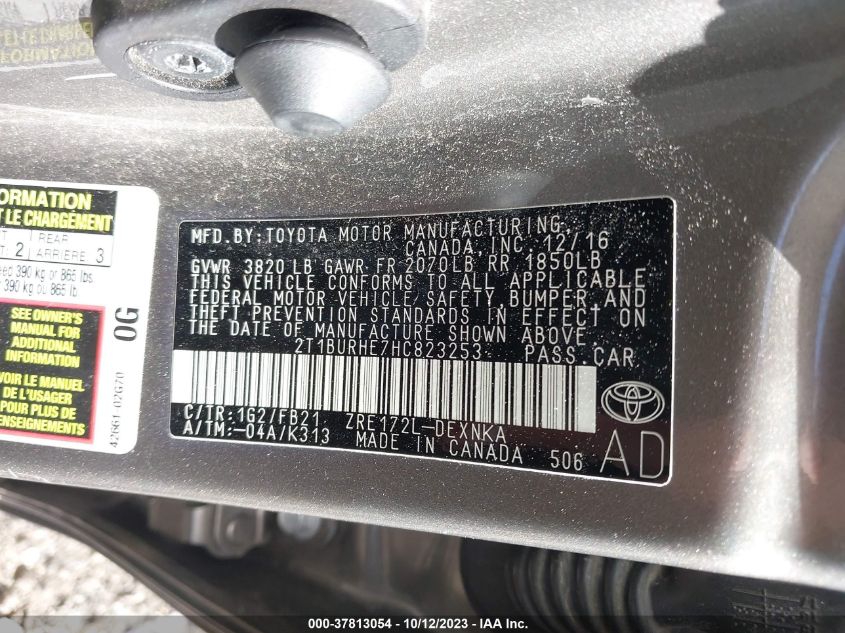 ORMATION
T LE CHARGEMENT
REAR
2 ARRIÈRE 3
eed 390 kg or 865 lbs.
390 kg ou 865 lb
SEE OWNER'S
MANUAL FOR
ADDITIONAL
INFORMATION
VOIR LE MANUEL
DE L'USAGER
POUR PLUS DE
RENSEIGNEMENTS
0G
42661-02G70
MFD.BY:TOYOTA MOTOR MANUFACTURING,
CANADA,INC. 12/16
GVWR 3820 LB GAWR FR 2070LB RR 1850LB
THIS VEHICLE CONFORMS TO ALL APPLICABLE
FEDERAL MOTOR VEHICLE SAFETY,BUMPER,AND
THEFT PREVENTION STANDARDS IN EFFECT ON
THE DATE OF MANUFACTURE SHOWN ABOVE
2T1BURHE7HC823253 PASS.CAR
C/TR:1G2/FB21 ZRE172L-DEXNKA
A/TM:-04A/K313 MADE IN CANADA 506
AD
000-37813054 - 10/12/2023 - IAA Inc.